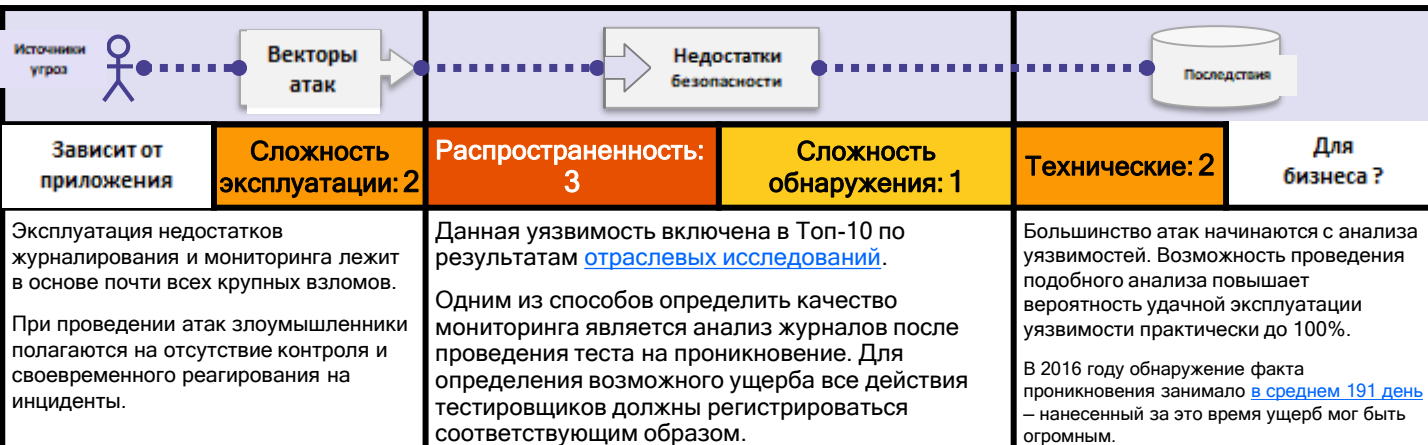 Источники
угроз
Векторы
атак
Недостатки
безопасности
Последствия
Зависит от
приложения
Сложность
эксплуатации: 2
Распространенность:
3
Сложность
обнаружения: 1
Технические: 2
Для
бизнеса ?
Эксплуатация недостатков
журналирования и мониторинга лежит
в основе почти всех крупных взломов.
При проведении атак злоумышленники
полагаются на отсутствие контроля и
своевременного реагирования на
инциденты.
Данная уязвимость включена в Топ-10 по
результатам отраслевых исследований.
Одним из способов определить качество
мониторинга является анализ журналов после
проведения теста на проникновение. Для
определения возможного ущерба все действия
тестировщиков должны регистрироваться
соответствующим образом.
Большинство атак начинаются с анализа
уязвимостей. Возможность проведения
подобного анализа повышает
вероятность удачной эксплуатации
уязвимости практически до 100%.
В 2016 году обнаружение факта
проникновения занимало в среднем 191 день
– нанесенный за это время ущерб мог быть
огромным.